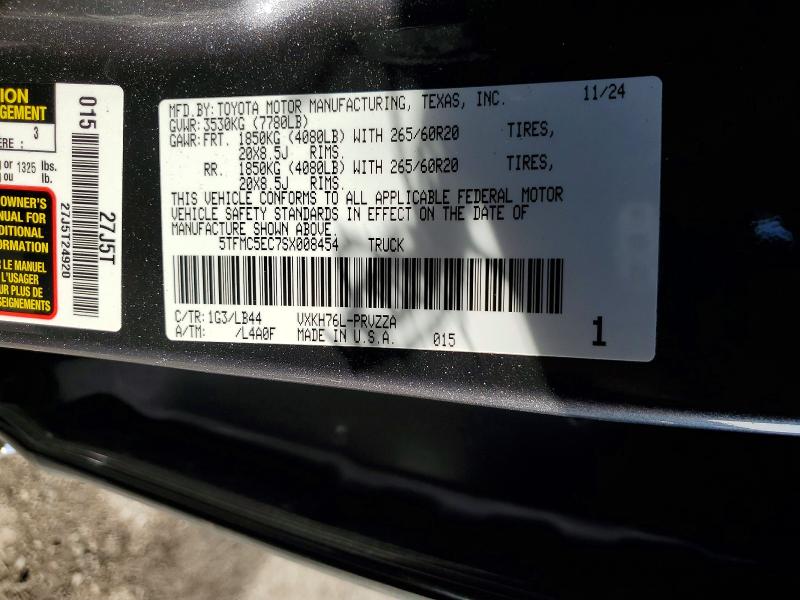 TION
GEMENT
3
ERE :
g or 1325 lbs.
g ou lb.
OWNER'S
NUAL FOR
DITIONAL
ORMATION
R LE MANUEL
L'USAGER
UR PLUS DE
SEIGNEMENTS
015
27J5T
27J5T24920
MFD.BY:TOYOTA MOTOR MANUFACTURING, TEXAS, INC. 11/24
GVWR:3530KG (7780LB)
GAWR:FRT. 1850KG (4080LB) WITH 265/60R20 TIRES,
20X8.5J RIMS.
RR. 1850KG (4080LB) WITH 265/60R20 TIRES,
20X8.5J RIMS.
THIS VEHICLE CONFORMS TO ALL APPLICABLE FEDERAL MOTOR
VEHICLE SAFETY STANDARDS IN EFFECT ON THE DATE OF
MANUFACTURE SHOWN ABOVE.
5TFMC5EC7SX008454 TRUCK
C/TR:1G3/LB44 VXKH76L-PRVZZA
A/TM: /L4A0F MADE IN U.S.A. 015 1